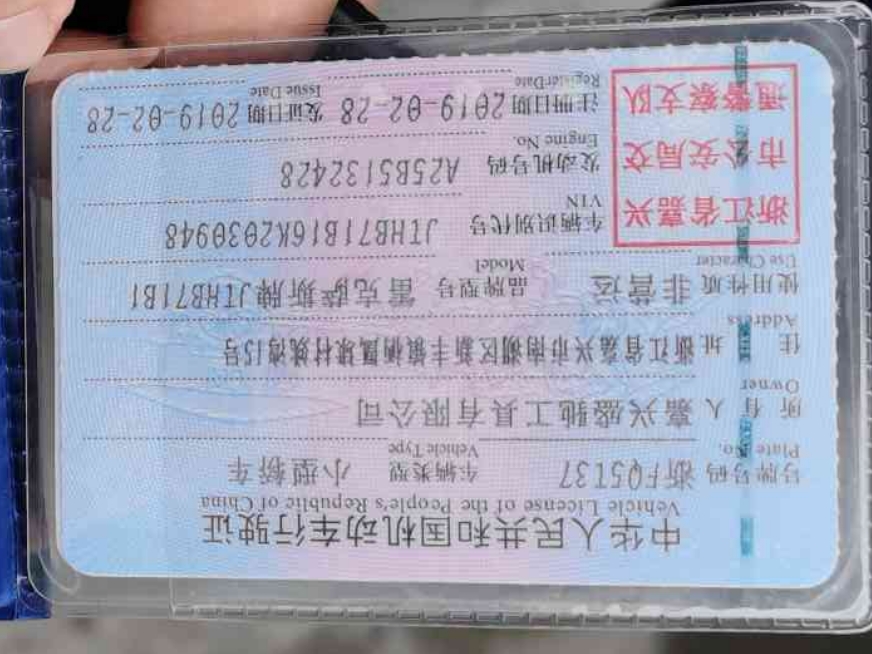 中华人民共和国机动车行驶证
Vehicle License of the People's Republic of China
号牌号码 浙FQ5T37 车辆类型 小型轿车
Plate No. Vehicle Type
所有人 嘉兴盛驰工具有限公司
Owner
住址 浙江省嘉兴市南湖区新丰镇栖凰埭村姚湾15号
Address
使用性质 非营运 品牌型号 雷克萨斯牌JTHB71B1
Use Character Model
浙江省嘉兴
市公安局交
通警察支队
车辆识别代号 JTHB71B16K2030948
VIN
发动机号码 A25B5132428
Engine No.
注册日期 2019-02-28 发证日期 2019-02-28
Register Date Issue Date